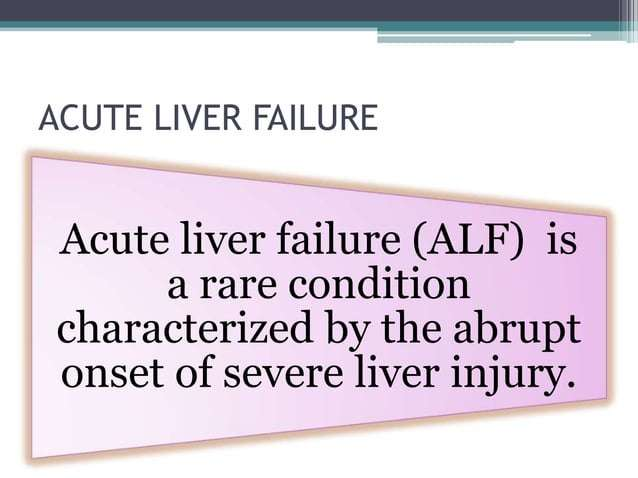 ACUTE LIVER FAILURE
Acute liver failure (ALF)  is
a rare condition
characterized by the abrupt
onset of severe liver injury.